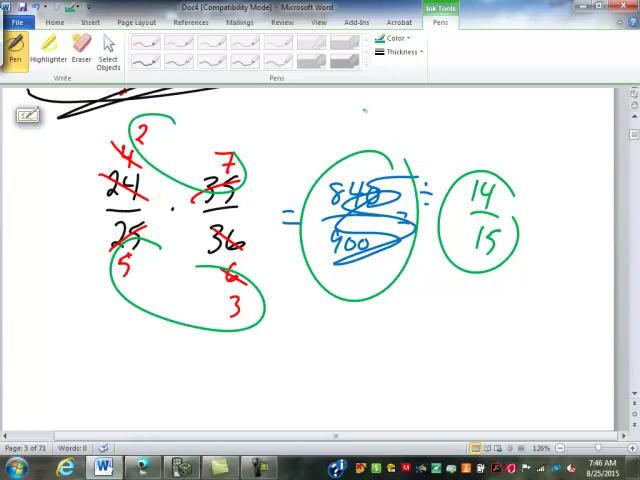 Doc4 [Compatibility Mode] - Microsoft Word
Ink Tools
File
Home
Insert
Page Layout
References
Mailings
Review
View
Add-Ins
Acrobat
Pens
Pen
Highlighter
Eraser
Select
Objects
Color
Thickness
Write
Pens
2
4
7
24
35
840
14
25
·
36
=
900
÷
15
5
6
3
Page: 3 of 71
Words: 0
126%
7:46 AM
8/25/2015